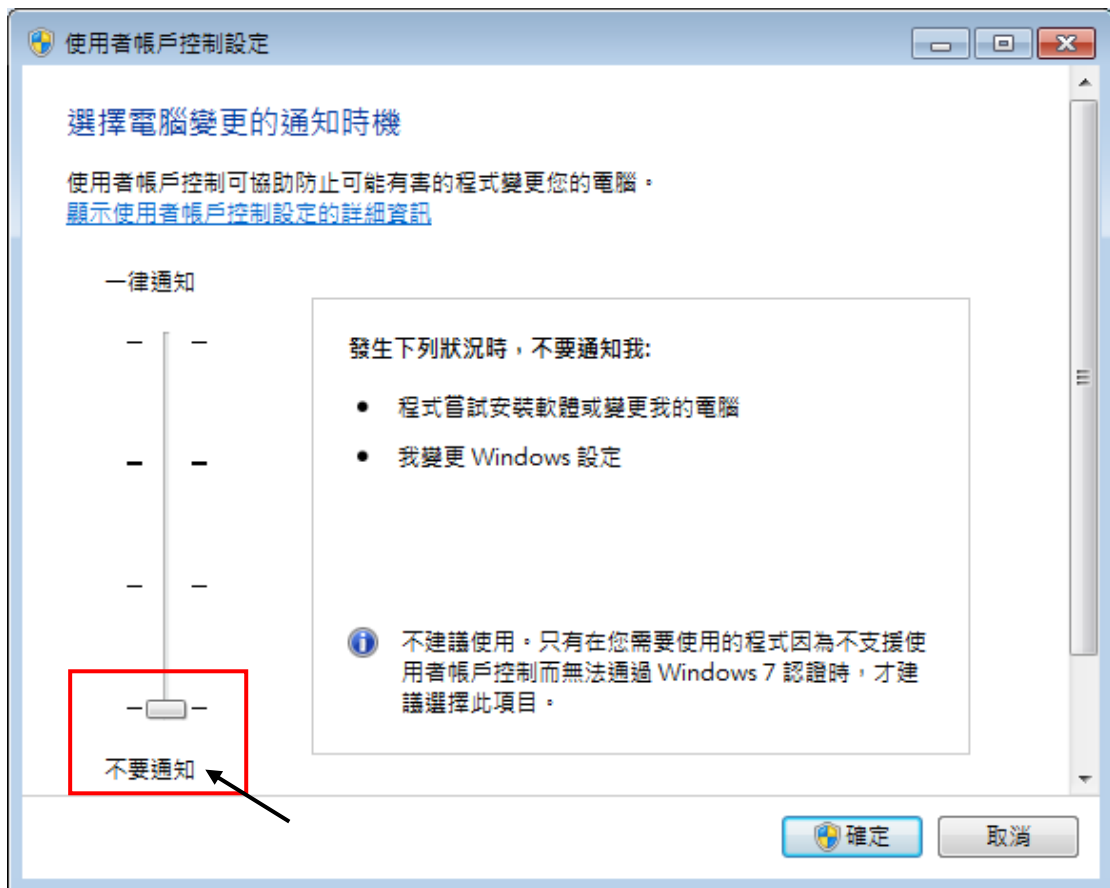 使用者帳戶控制設定
選擇電腦變更的通知時機
使用者帳戶控制可協助防止可能有害的程式變更您的電腦。
顯示使用者帳戶控制設定的詳細資訊
一律通知
發生下列狀況時，不要通知我:
程式嘗試安裝軟體或變更我的電腦
我變更 Windows 設定
不建議使用。只有在您需要使用的程式因為不支援使
用者帳戶控制而無法通過 Windows 7 認證時，才建
議選擇此項目。
不要通知
確定
取消